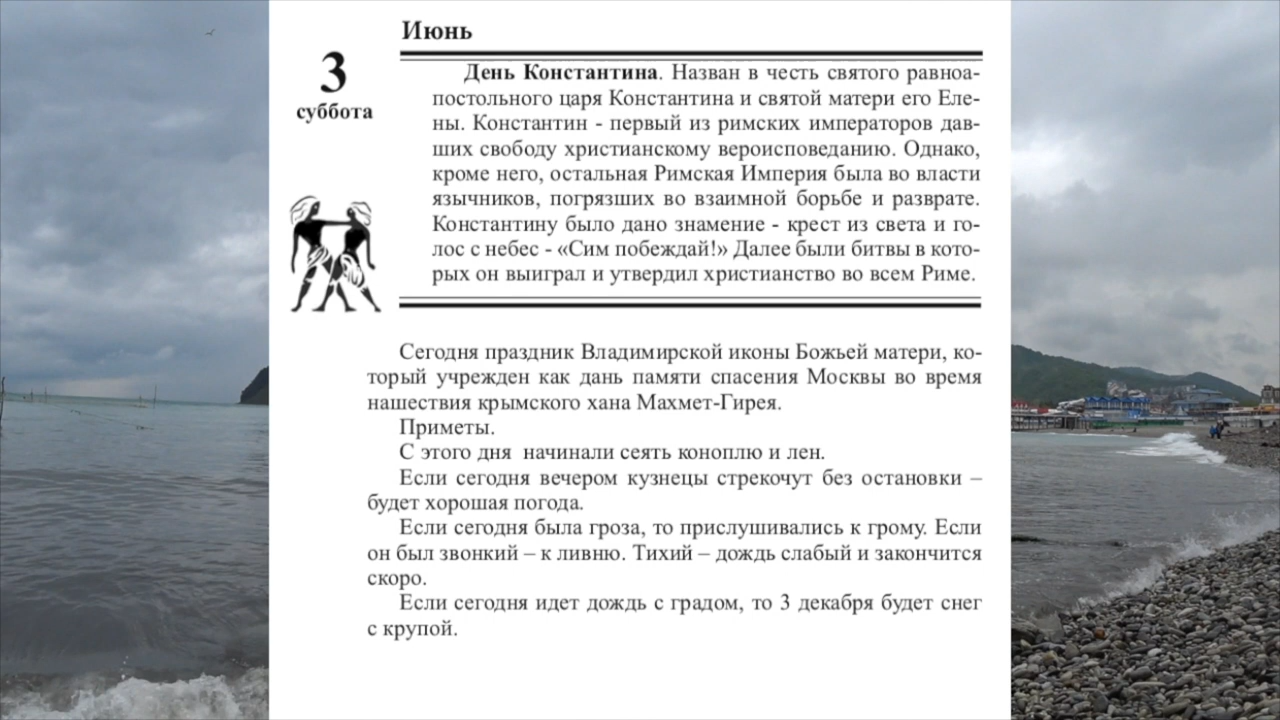 Июнь
3
суббота
День Константина. Назван в честь святого равноа-
постольного царя Константина и святой матери его Еле-
ны. Константин - первый из римских императоров дав-
ших свободу христианскому вероисповеданию. Однако,
кроме него, остальная Римская Империя была во власти
язычников, погрязших во взаимной борьбе и разврате.
Константину было дано знамение - крест из света и го-
лос с небес - «Сим побеждай!» Далее были битвы в кото-
рых он выиграл и утвердил христианство во всем Риме.
Сегодня праздник Владимирской иконы Божьей матери, ко-
торый учрежден как дань памяти спасения Москвы во время
нашествия крымского хана Махмет-Гирея.
Приметы.
С этого дня начинали сеять коноплю и лен.
Если сегодня вечером кузнецы стрекочут без остановки –
будет хорошая погода.
Если сегодня была гроза, то прислушивались к грому. Если
он был звонкий – к ливню. Тихий – дождь слабый и закончится
скоро.
Если сегодня идет дождь с градом, то 3 декабря будет снег
с крупой.